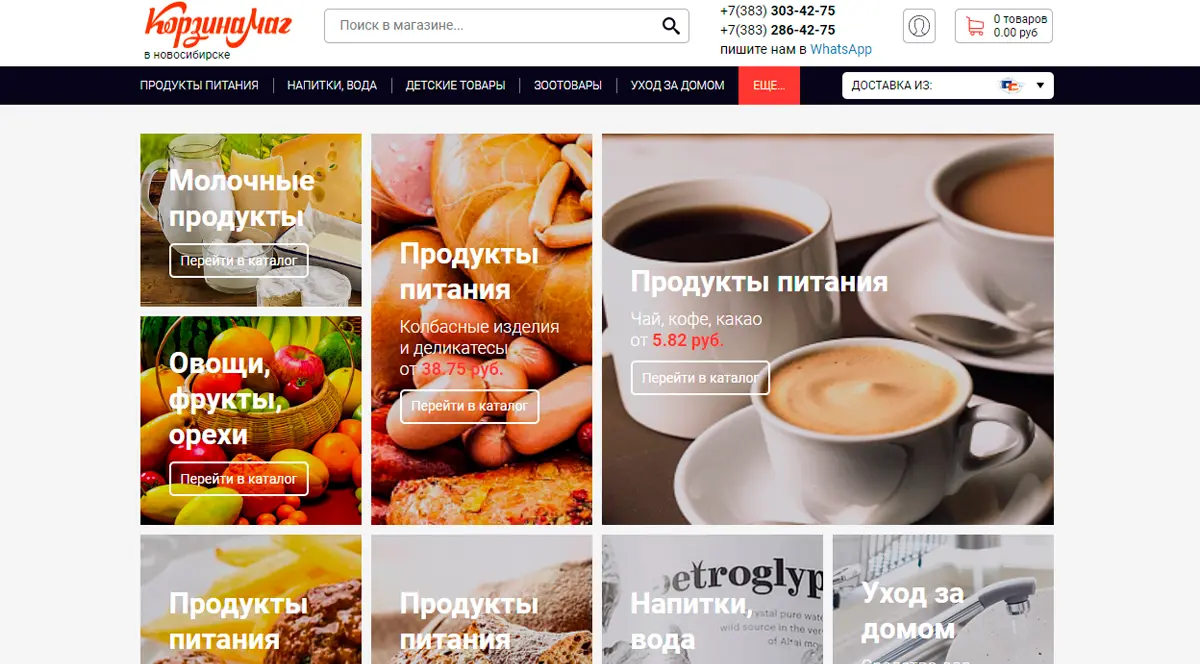 КорзинаМаг
в новосибирске
Поиск в магазине...
+7(383) 303-42-75
+7(383) 286-42-75
пишите нам в WhatsApp
0 товаров
0.00 руб
ПРОДУКТЫ ПИТАНИЯ
НАПИТКИ, ВОДА
ДЕТСКИЕ ТОВАРЫ
ЗООТОВАРЫ
УХОД ЗА ДОМОМ
ЕЩЕ...
ДОСТАВКА ИЗ:
Молочные
продукты
Перейти в каталог
Овощи,
фрукты,
орехи
Перейти в каталог
Продукты
питания
Колбасные изделия
и деликатесы
от 38.75 руб.
Перейти в каталог
Продукты питания
Чай, кофе, какао
от 5.82 руб.
Перейти в каталог
Продукты
питания
Продукты
питания
etroglyp
Напитки,
вода
ystal pure wate
wild source in the ver
of Altai mo
Уход за
домом